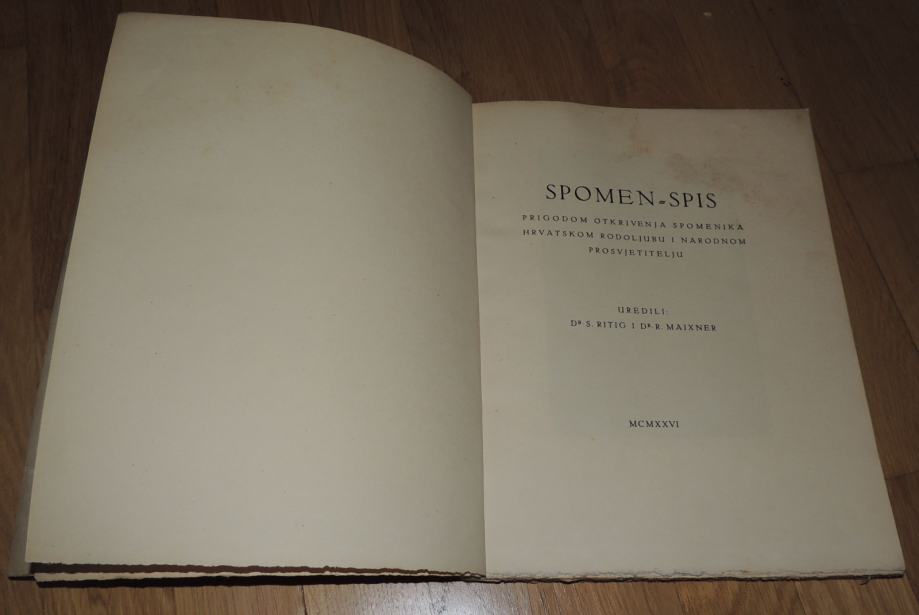 SPOMEN-SPIS
PRIGODOM OTKRIVENJA SPOMENIKA
HRVATSKOM RODOLJUBU I NARODNOM
PROSVJETITELJU
UREDILI:
DR S. RITIG I DR. R. MAIXNER
MCMXXVI